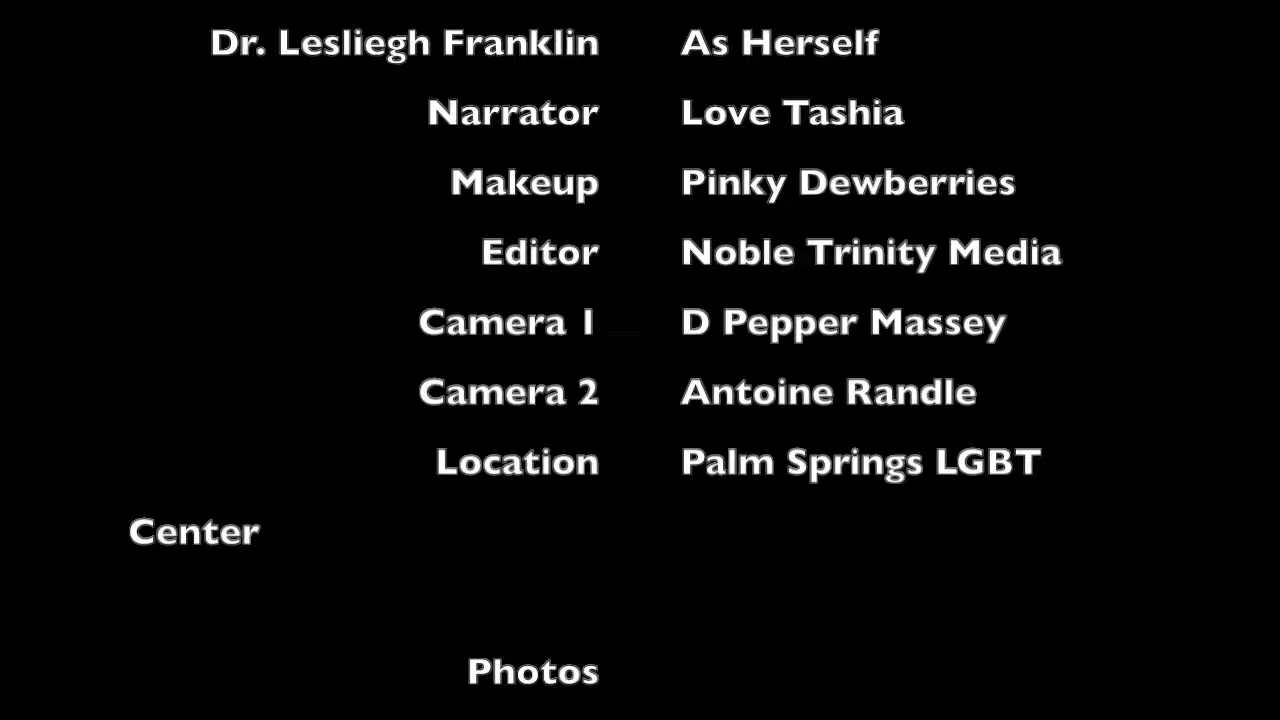 Dr. Lesliegh Franklin As Herself
Narrator Love Tashia
Makeup Pinky Dewberries
Editor Noble Trinity Media
Camera 1 D Pepper Massey
Camera 2 Antoine Randle
Location Palm Springs LGBT
Center
Photos